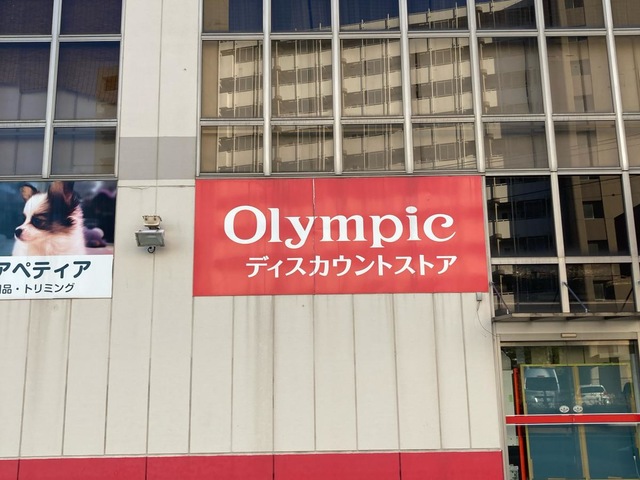 Olympic
ディスカウントストア
アペティア
用品・トリミング